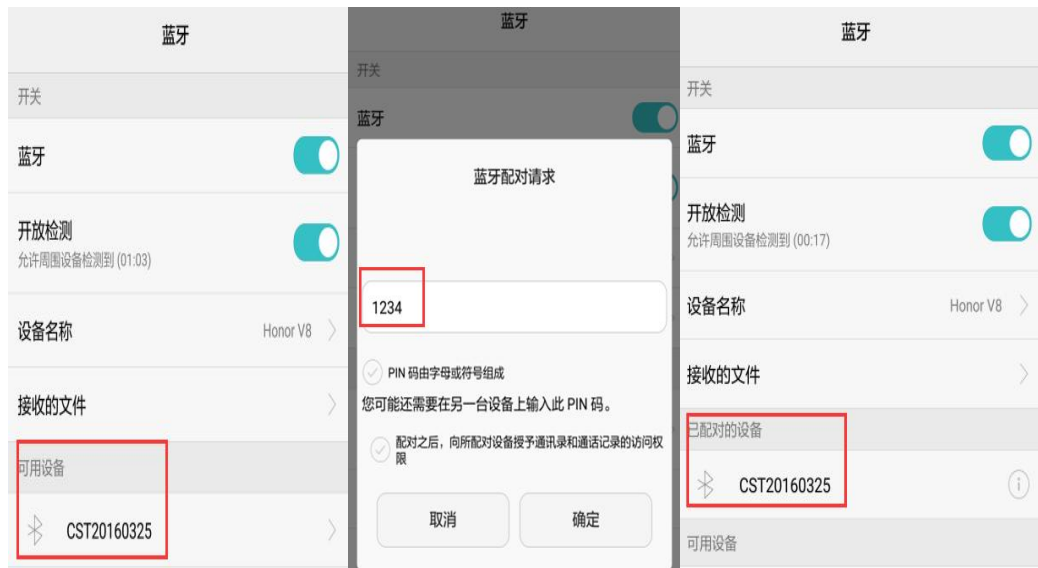 蓝牙
开关
蓝牙
开放检测
允许周围设备检测到 (01:03)
设备名称 Honor V8
接收的文件
可用设备
CST20160325
蓝牙
开关
蓝牙
蓝牙配对请求
1234
PIN 码由字母或符号组成
您可能还需要在另一台设备上输入此 PIN 码。
配对之后，向所配对设备授予通讯录和通话记录的访问权
限
取消 确定
蓝牙
开关
蓝牙
开放检测
允许周围设备检测到 (00:17)
设备名称 Honor V8
接收的文件
已配对的设备
CST20160325
可用设备